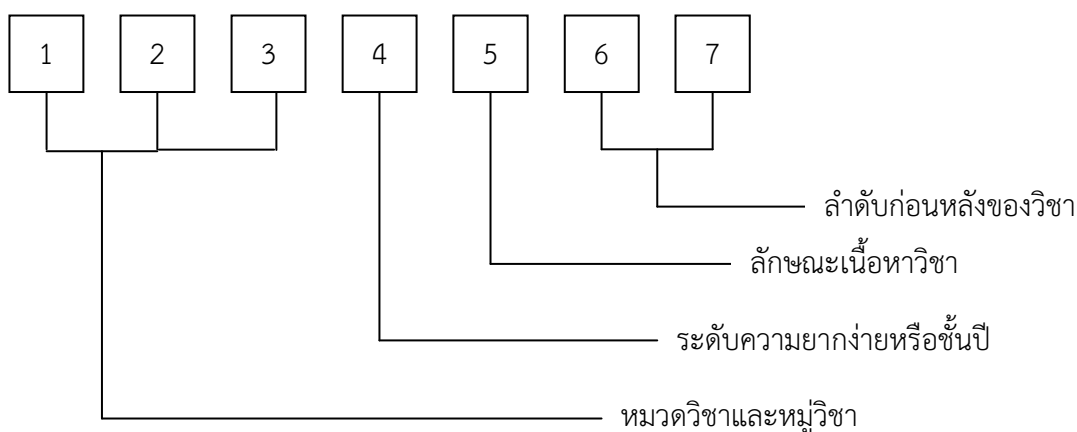 1 2 3 4 5 6 7
ลำดับก่อนหลังของวิชา
ลักษณะเนื้อหาวิชา
ระดับความยากง่ายหรือชั้นปี
หมวดวิชาและหมู่วิชา